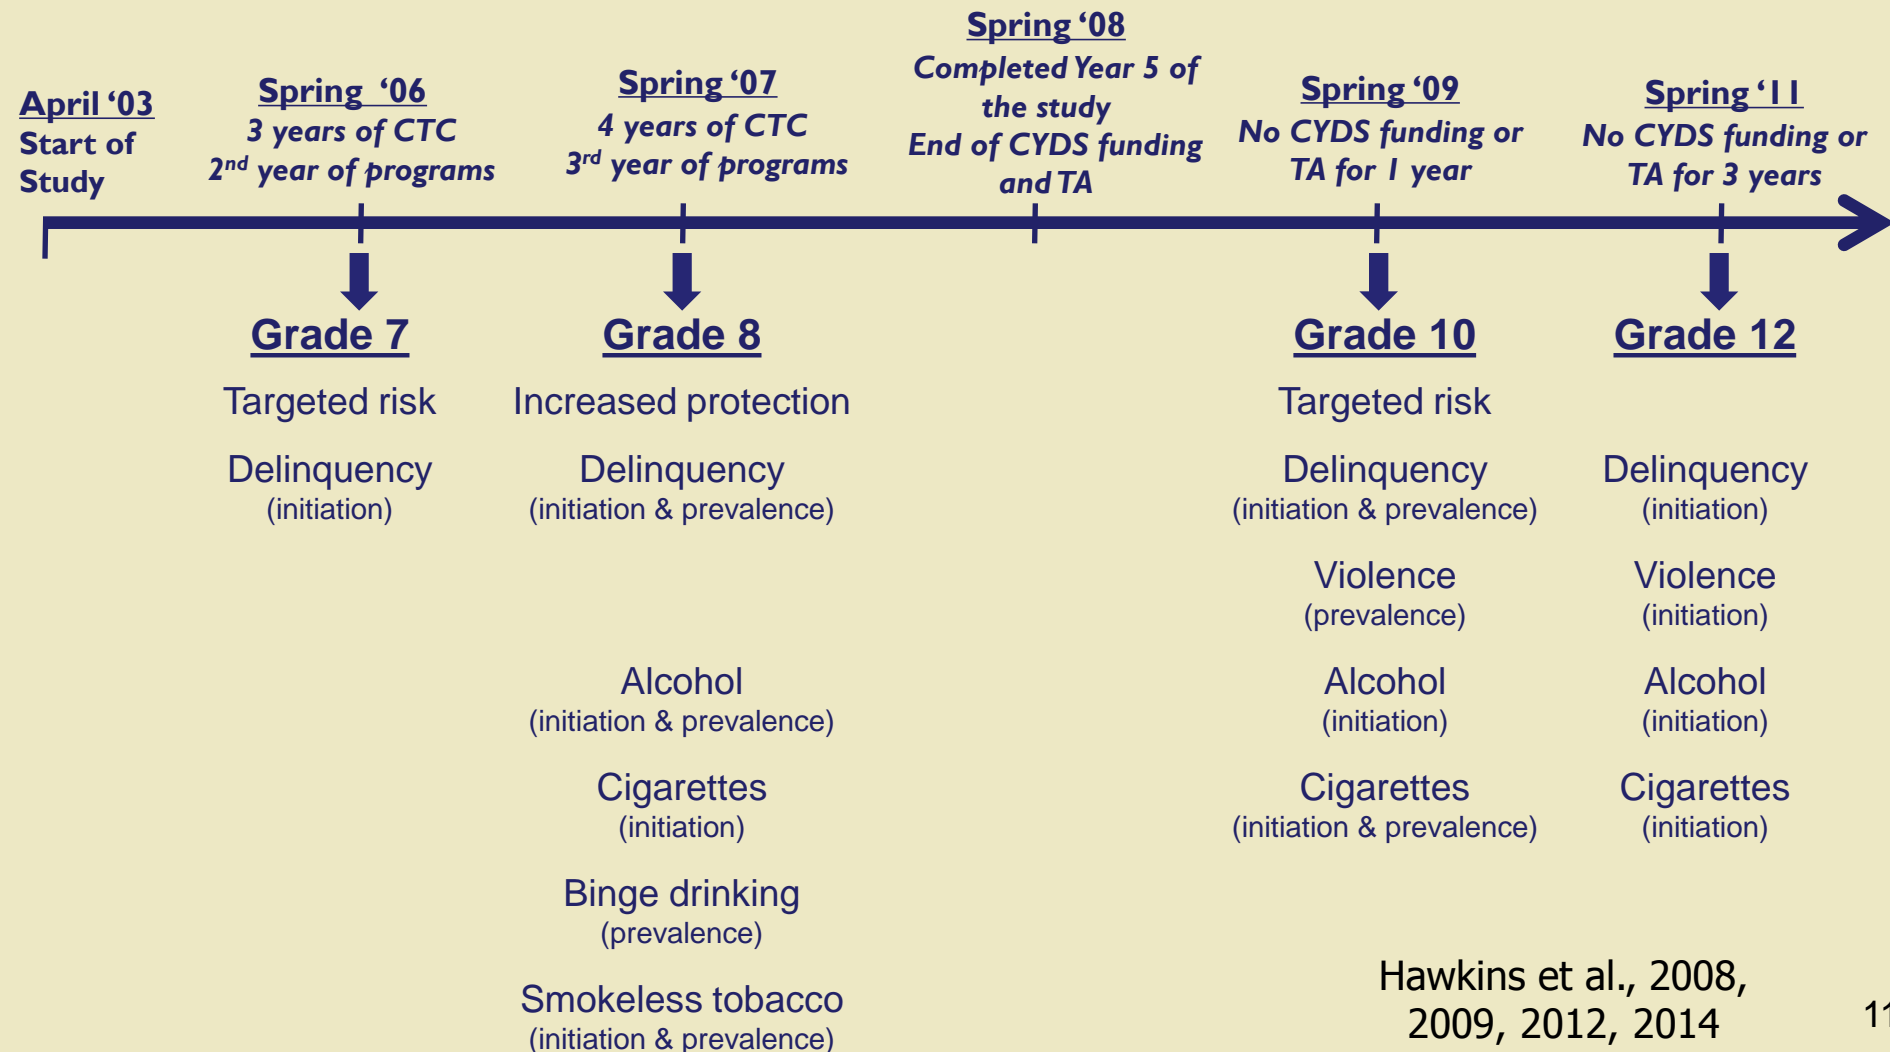 April ‘03
Start of
Study
Spring ‘06
3 years of CTC
2nd year of programs
Spring ‘07
4 years of CTC
3rd year of programs
Spring ‘08
Completed Year 5 of
the study
End of CYDS funding
and TA
Spring ‘09
No CYDS funding or
TA for 1 year
Spring ‘11
No CYDS funding or
TA for 3 years
Grade 7
Targeted risk
Delinquency
(initiation)
Grade 8
Increased protection
Delinquency
(initiation & prevalence)
Alcohol
(initiation & prevalence)
Cigarettes
(initiation)
Binge drinking
(prevalence)
Smokeless tobacco
(initiation & prevalence)
Grade 10
Targeted risk
Delinquency
(initiation & prevalence)
Violence
(prevalence)
Alcohol
(initiation)
Cigarettes
(initiation & prevalence)
Grade 12
Delinquency
(initiation)
Violence
(initiation)
Alcohol
(initiation)
Cigarettes
(initiation)
Hawkins et al., 2008,
2009, 2012, 2014
11